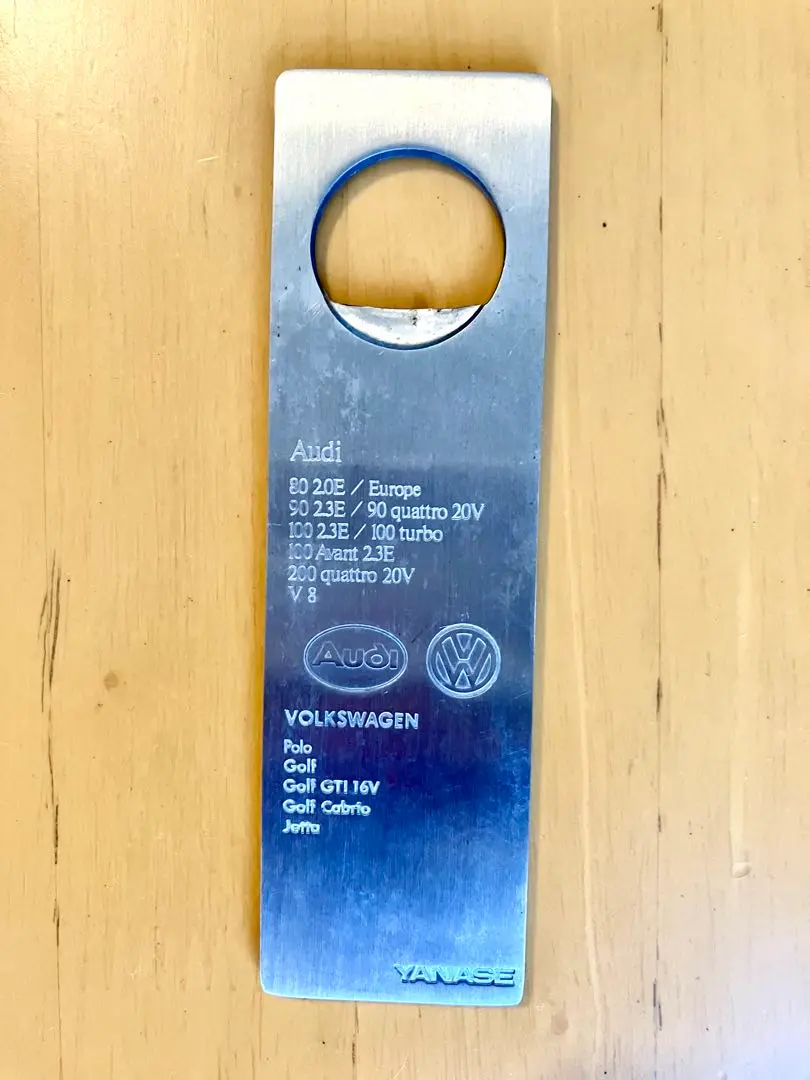 Audi
80 2.0E / Europe
90 2.3E / 90 quattro 20V
100 2.3E / 100 turbo
100 Avant 2.3E
200 quattro 20V
V 8
Audi VW
VOLKSWAGEN
Polo
Golf
Golf GTI 16V
Golf Cabrio
Jetta
YANASE